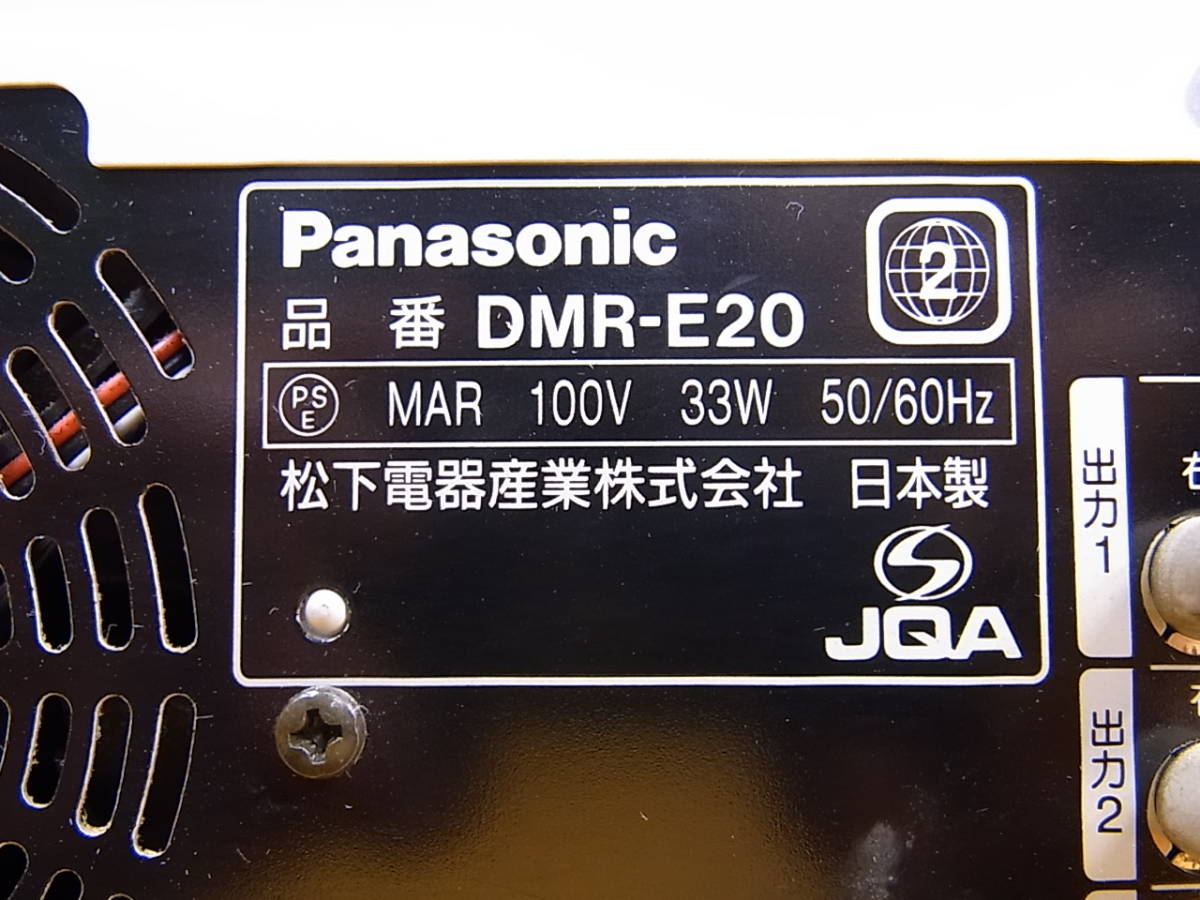 Panasonic
2
品 番 DMR-E20
PS
E
MAR 100V 33W 50/60Hz
松下電器産業株式会社 日本製
JQA
出力1
出力2